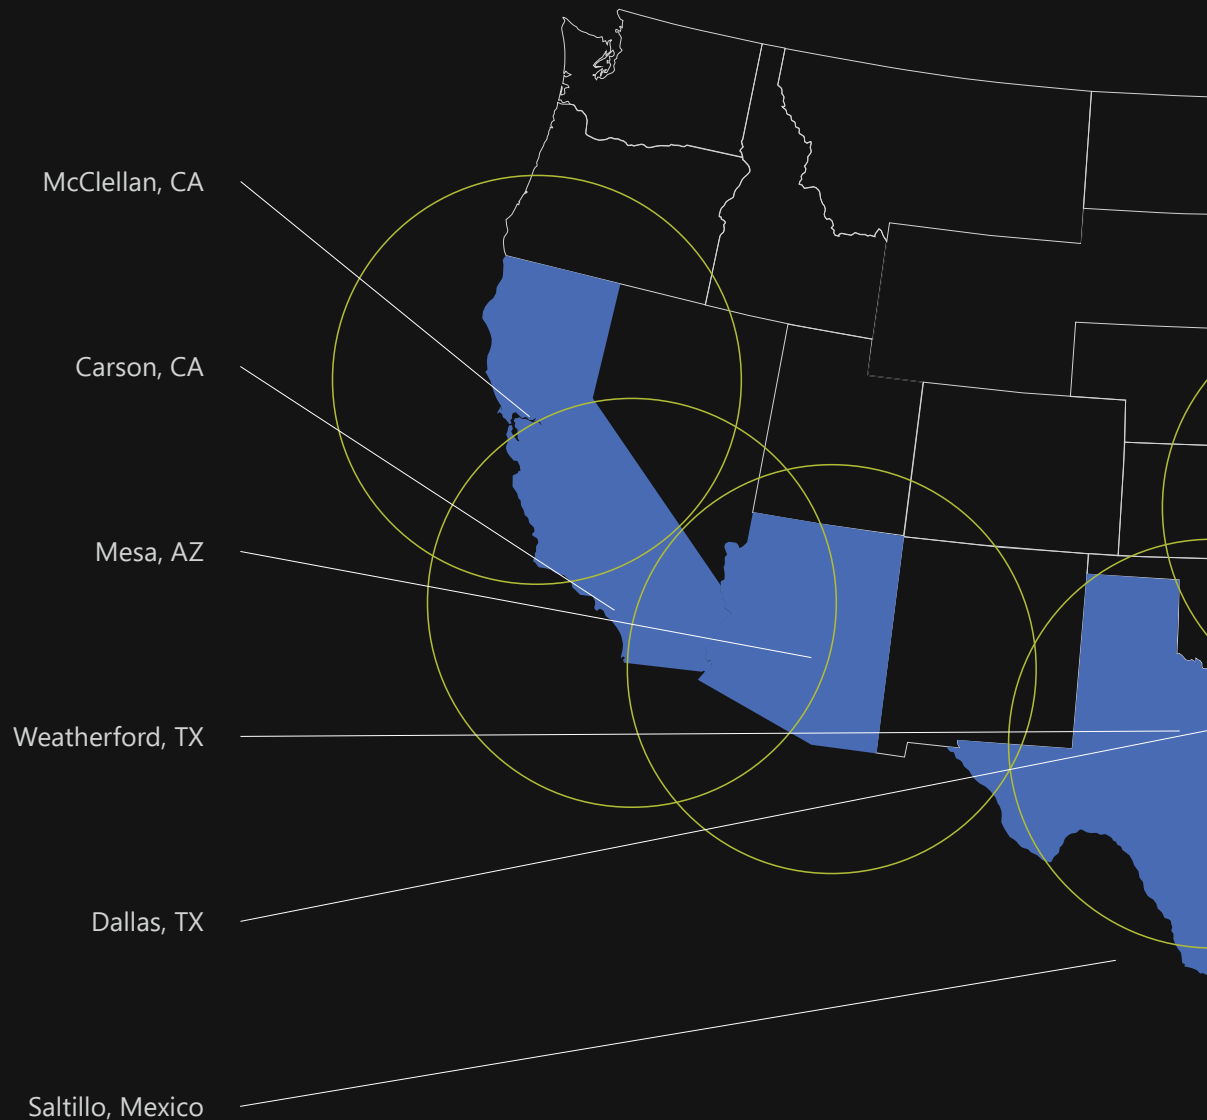 McClellan, CA
Carson, CA
Mesa, AZ
Weatherford, TX
Dallas, TX
Saltillo, Mexico